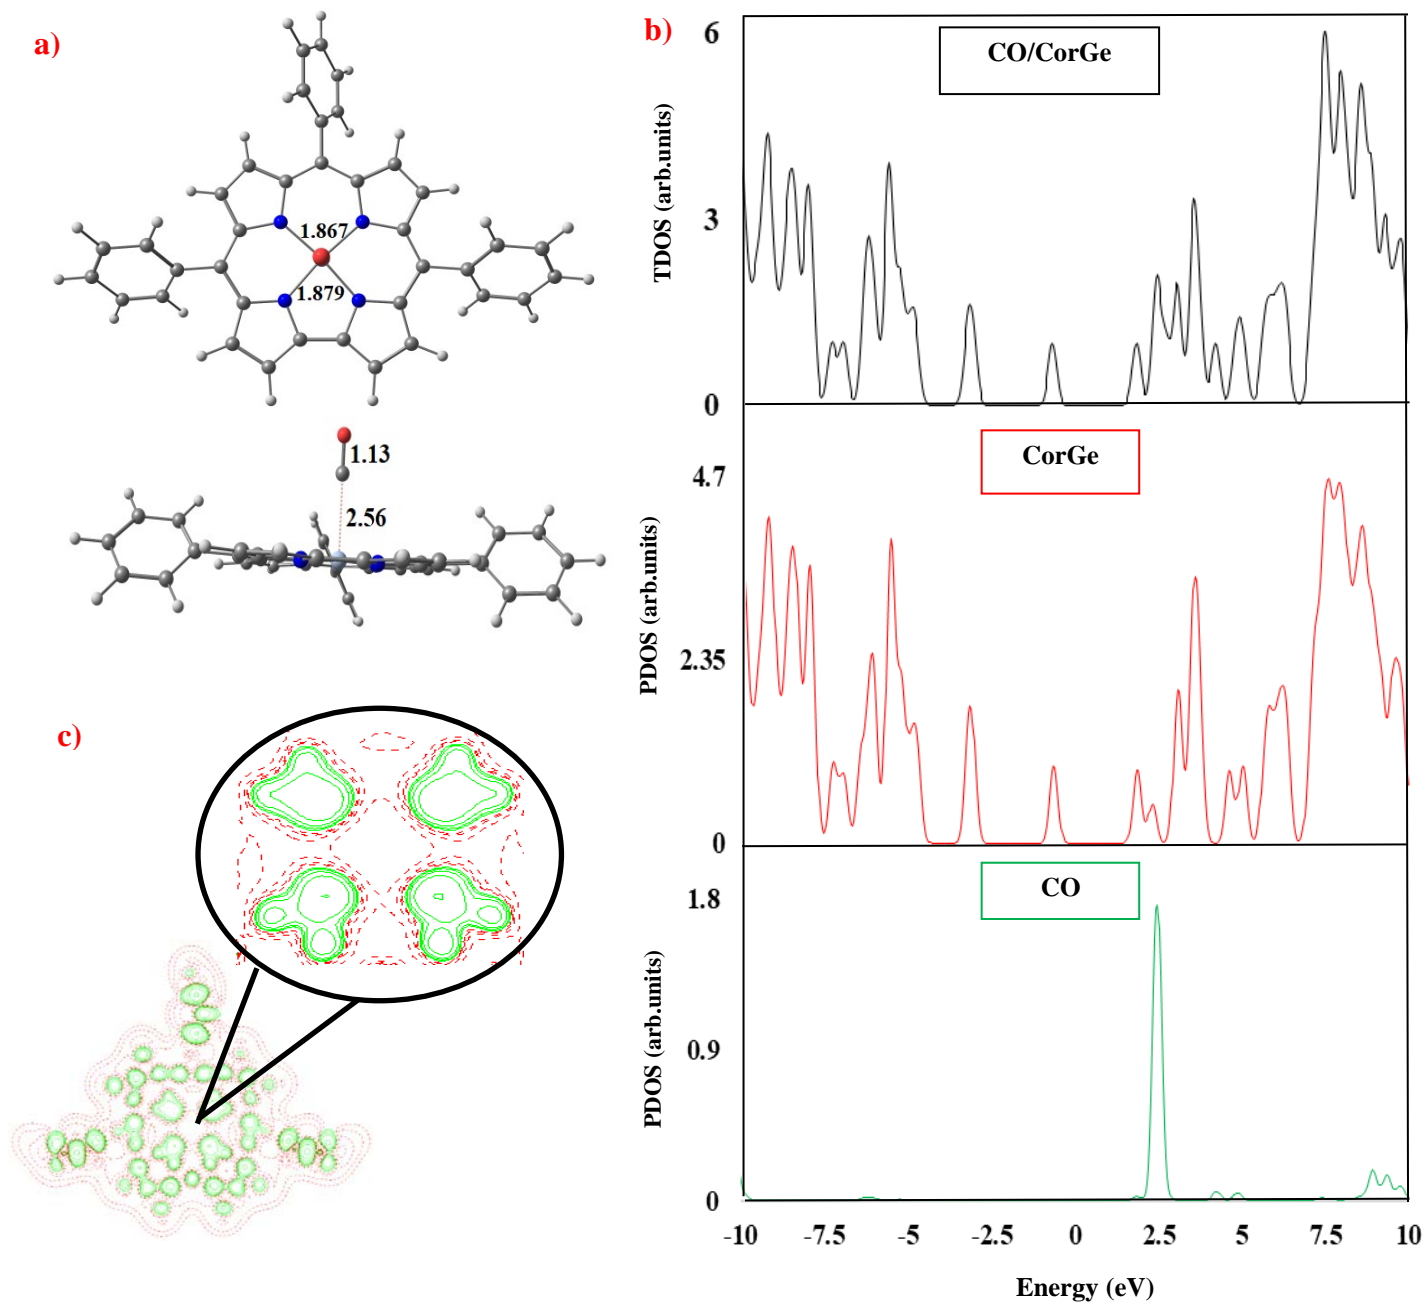 a)
1.867
1.879
1.13
2.56
b)
6
CO/CorGe
TDOS (arb.units)
3
0
CorGe
4.7
PDOS (arb.units)
2.35
0
CO
1.8
PDOS (arb.units)
0.9
0
-10 -7.5 -5 -2.5 0 2.5 5 7.5 10
Energy (eV)
c)